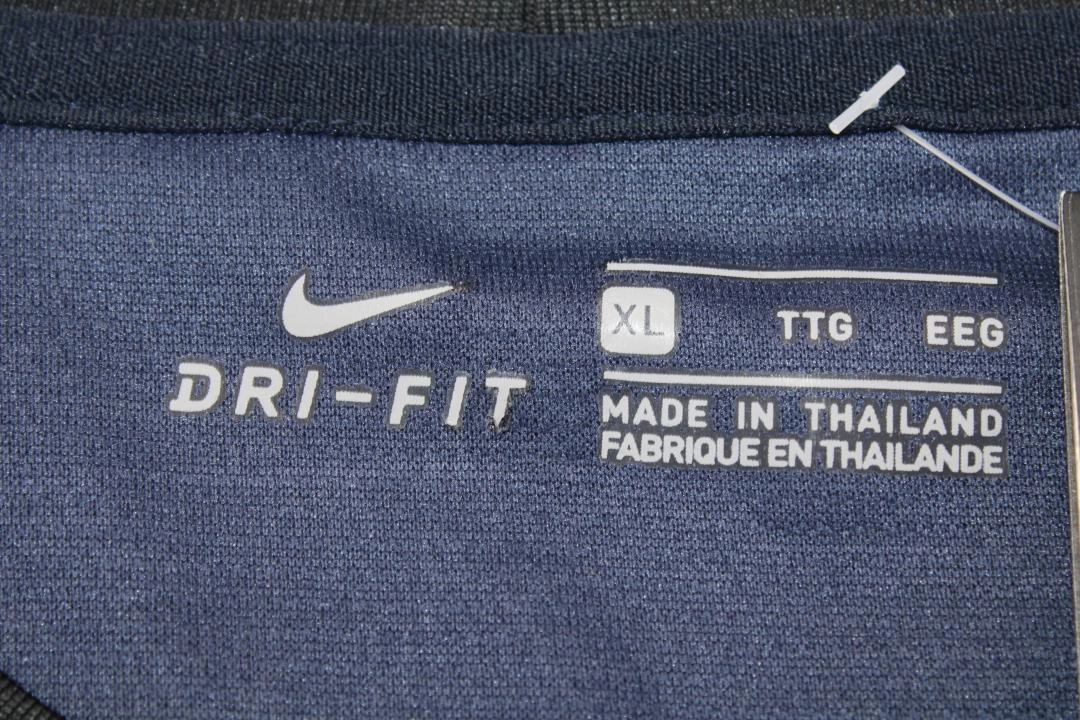 DRI-FIT
XL TTG EEG
MADE IN THAILAND
FABRIQUE EN THAILANDE